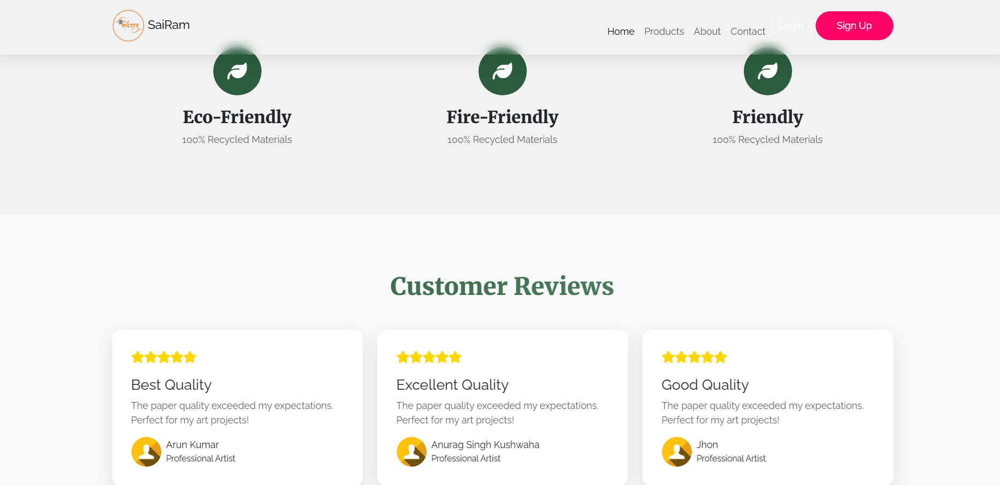 साईराम
SaiRam
Home Products About Contact Login Sign Up
Eco-Friendly Fire-Friendly Friendly
100% Recycled Materials 100% Recycled Materials 100% Recycled Materials
Customer Reviews
Best Quality
The paper quality exceeded my expectations.
Perfect for my art projects!
Arun Kumar
Professional Artist
Excellent Quality
The paper quality exceeded my expectations.
Perfect for my art projects!
Anurag Singh Kushwaha
Professional Artist
Good Quality
The paper quality exceeded my expectations.
Perfect for my art projects!
Jhon
Professional Artist